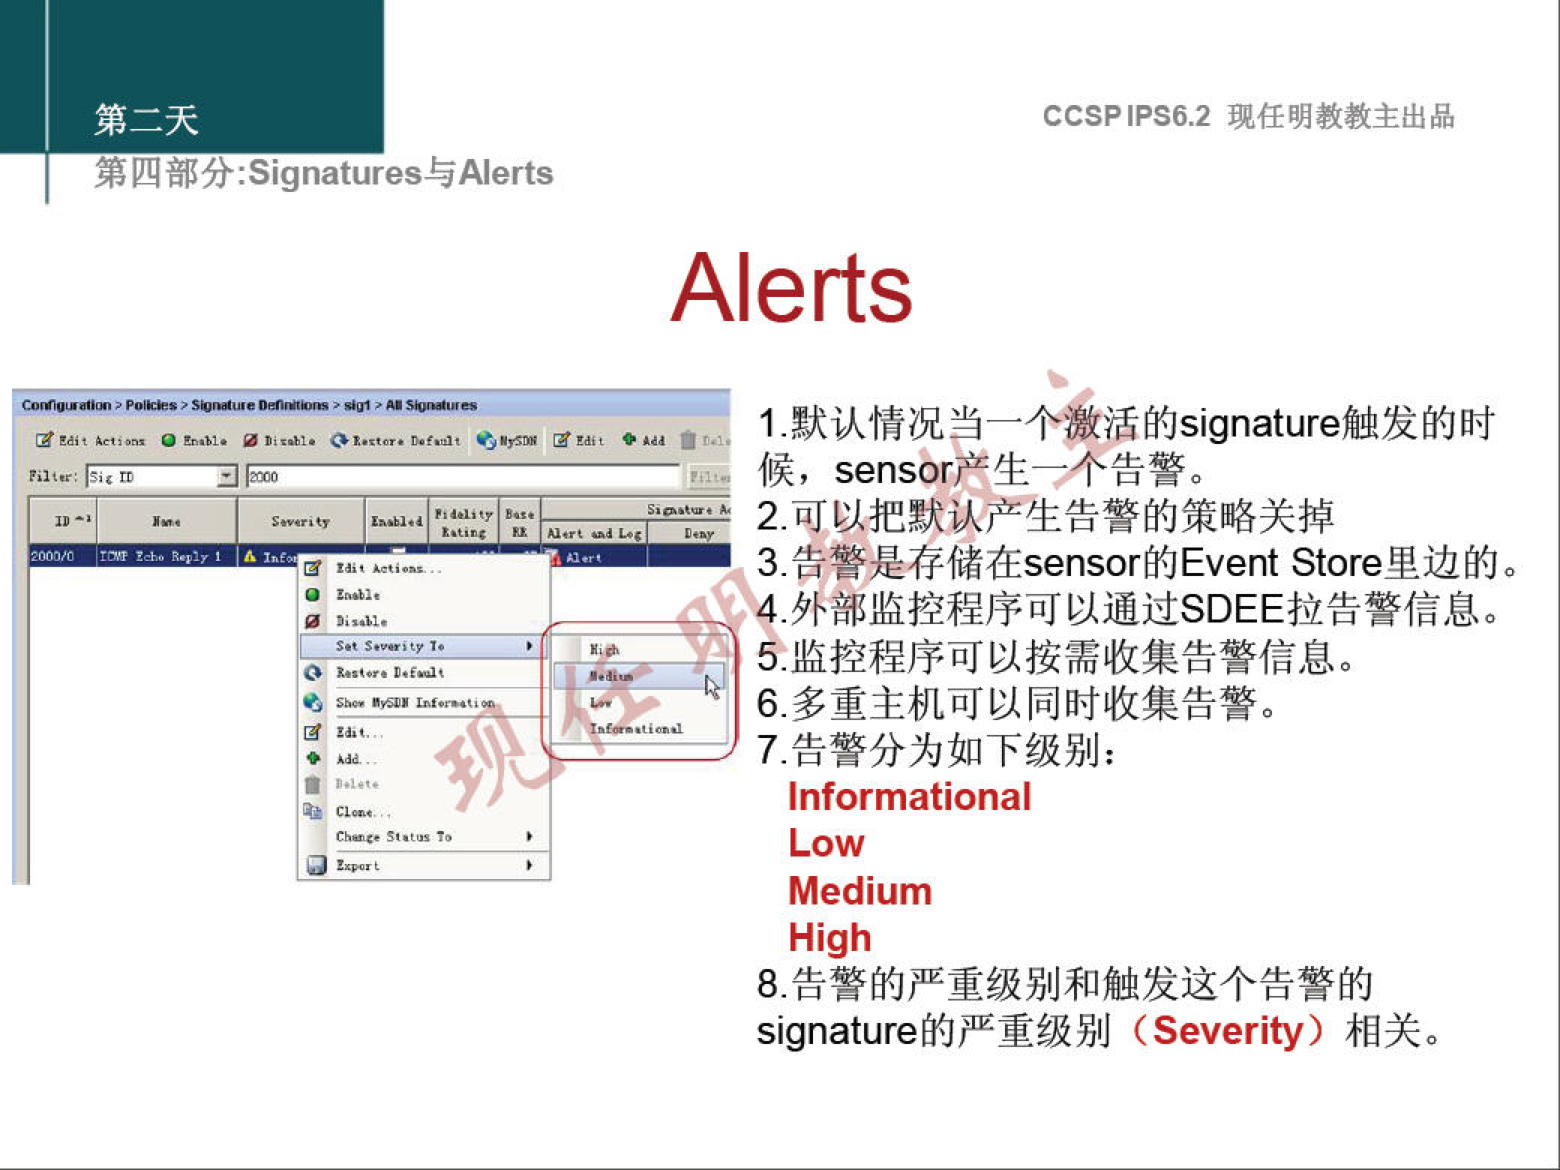 第二天
CCSP IPS6.2 现任明教教主出品
第四部分:Signatures与Alerts
Alerts
Configuration > Policies > Signature Definitions > sig1 > All Signatures
Edit Actions Enable Disable Restore Default MySDN Edit Add Dele
Filter: Sig ID 2000 Filte
ID Name Severity Enabled Fidelity Rating Base RR Signature Ac
Alert and Log Deny
2000/0 ICMP Echo Reply 1 Infor Alert
Edit Actions...
Enable
Disable
Set Severity To
Restore Default
Show MySDN Information
Edit...
Add...
Delete
Clone...
Change Status To
Export
High
Medium
Low
Informational
1.默认情况当一个激活的signature触发的时
候，sensor产生一个告警。
2.可以把默认产生告警的策略关掉
3.告警是存储在sensor的Event Store里边的。
4.外部监控程序可以通过SDEE拉告警信息。
5.监控程序可以按需收集告警信息。
6.多重主机可以同时收集告警。
7.告警分为如下级别：
Informational
Low
Medium
High
8.告警的严重级别和触发这个告警的
signature的严重级别（Severity）相关。
现任明教教主